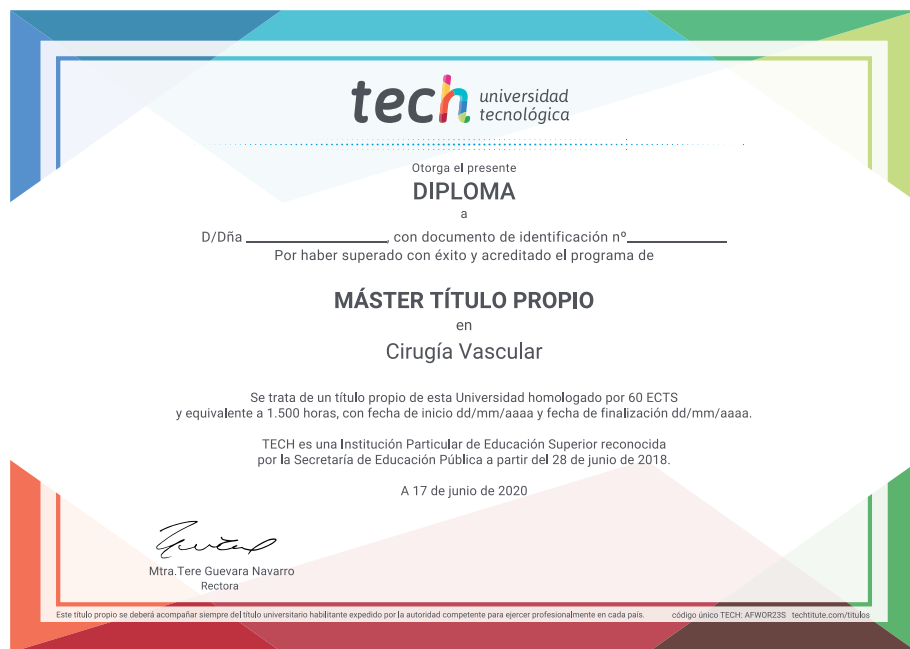 tech universidad
tecnológica
Otorga el presente
DIPLOMA
a
D/Dña ______________, con documento de identificación nº__________
Por haber superado con éxito y acreditado el programa de
MÁSTER TÍTULO PROPIO
en
Cirugía Vascular
Se trata de un título propio de esta Universidad homologado por 60 ECTS
y equivalente a 1.500 horas, con fecha de inicio dd/mm/aaaa y fecha de finalización dd/mm/aaaa.
TECH es una Institución Particular de Educación Superior reconocida
por la Secretaría de Educación Pública a partir del 28 de junio de 2018.
A 17 de junio de 2020
Mtra.Tere Guevara Navarro
Rectora
Este título propio se deberá acompañar siempre del título universitario habilitante expedido por la autoridad competente para ejercer profesionalmente en cada país. código único TECH: AFWOR23S techtitute.com/titulos